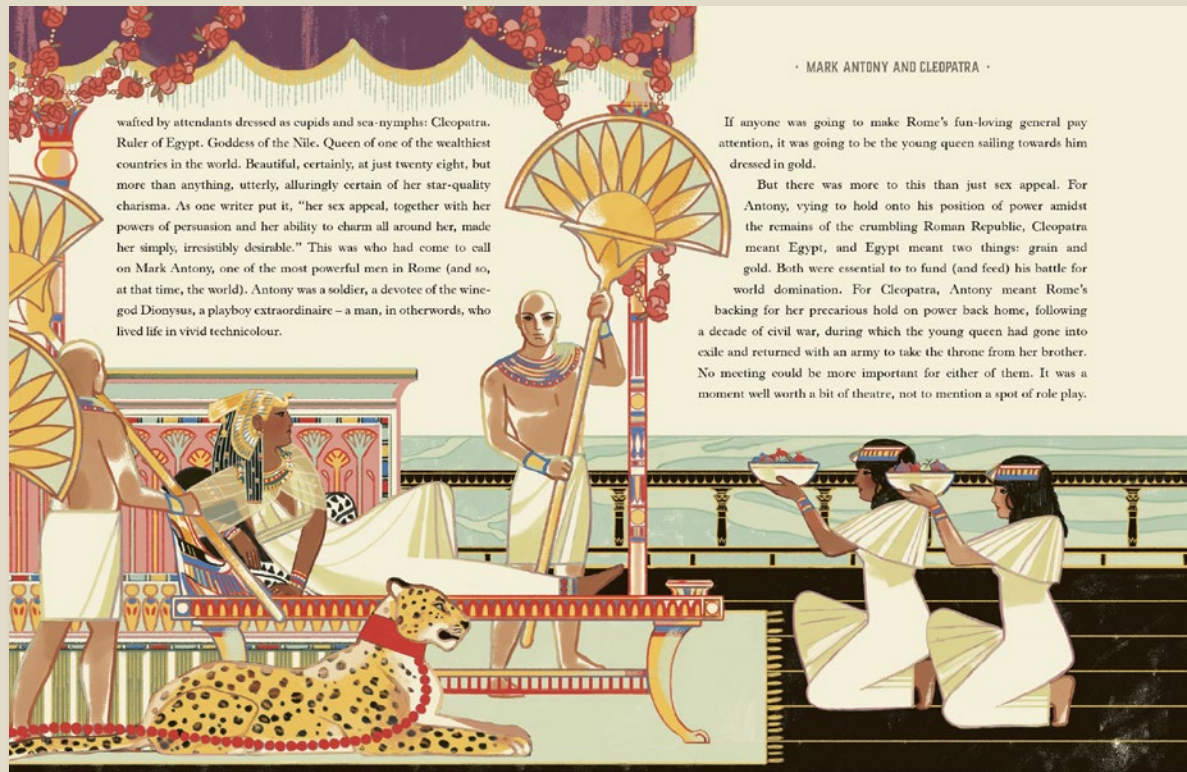 wafted by attendants dressed as cupids and sea-nymphs: Cleopatra.
Ruler of Egypt. Goddess of the Nile. Queen of one of the wealthiest
countries in the world. Beautiful, certainly, at just twenty eight, but
more than anything, utterly, alluringly certain of her star-quality
charisma. As one writer put it, “her sex appeal, together with her
powers of persuasion and her ability to charm all around her, made
her simply, irresistibly desirable.” This was who had come to call
on Mark Antony, one of the most powerful men in Rome (and so,
at that time, the world). Antony was a soldier, a devotee of the wine-
god Dionysus, a playboy extraordinaire – a man, in otherwords, who
lived life in vivid technicolour.
· MARK ANTONY AND CLEOPATRA ·
If anyone was going to make Rome’s fun-loving general pay
attention, it was going to be the young queen sailing towards him
dressed in gold.
But there was more to this than just sex appeal. For
Antony, vying to hold onto his position of power amidst
the remains of the crumbling Roman Republic, Cleopatra
meant Egypt, and Egypt meant two things: grain and
gold. Both were essential to to fund (and feed) his battle for
world domination. For Cleopatra, Antony meant Rome’s
backing for her precarious hold on power back home, following
a decade of civil war, during which the young queen had gone into
exile and returned with an army to take the throne from her brother.
No meeting could be more important for either of them. It was a
moment well worth a bit of theatre, not to mention a spot of role play.